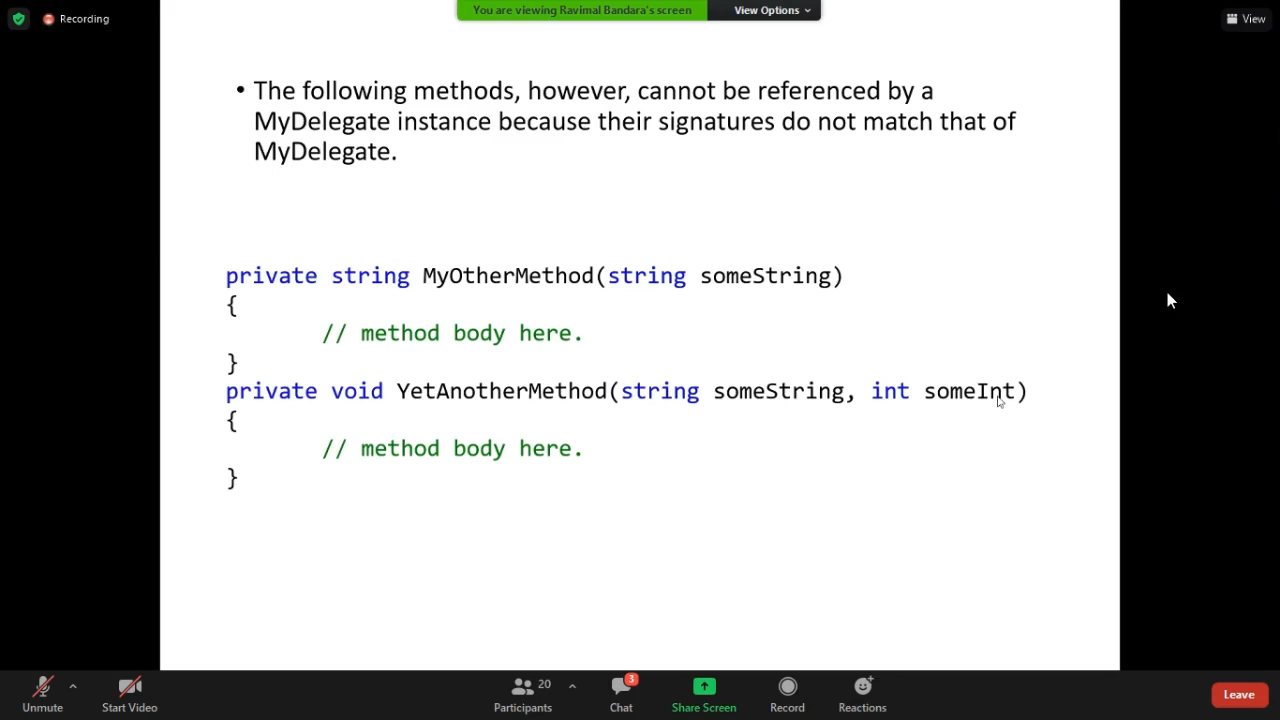 Recording
You are viewing Ravimal Bandara's screen
View Options
View
• The following methods, however, cannot be referenced by a
MyDelegate instance because their signatures do not match that of
MyDelegate.
private string MyOtherMethod(string someString)
{
// method body here.
}
private void YetAnotherMethod(string someString, int someInt)
{
// method body here.
}
Unmute
Start Video
20
Participants
3
Chat
Share Screen
Record
Reactions
Leave